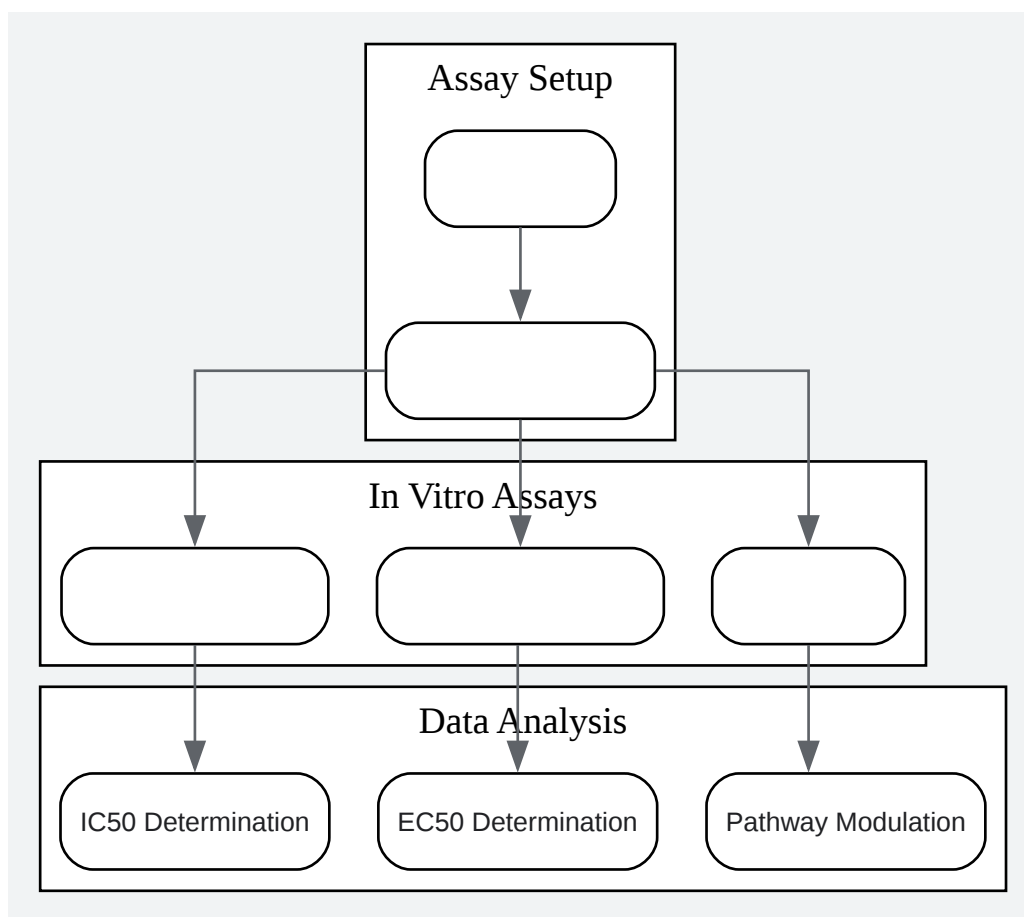 Assay Setup
In Vitro Assays
Data Analysis
IC50 Determination
EC50 Determination
Pathway Modulation